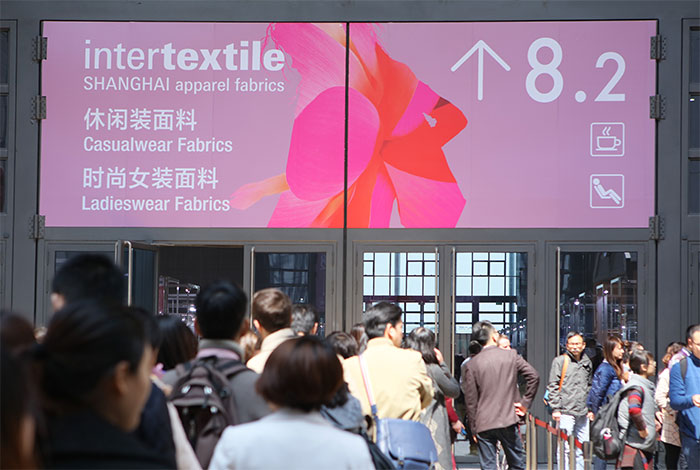 intertextile
SHANGHAI apparel fabrics
休闲装面料
Casualwear Fabrics
时尚女装面料
Ladieswear Fabrics
↑ 8.2